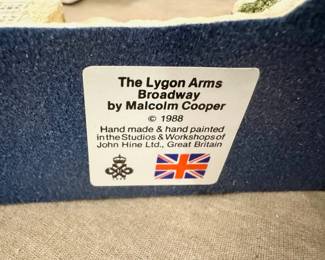 The Lygon Arms
Broadway
by Malcolm Cooper
© 1988
Hand made & hand painted
in the Studios & Workshops of
John Hine Ltd., Great Britain